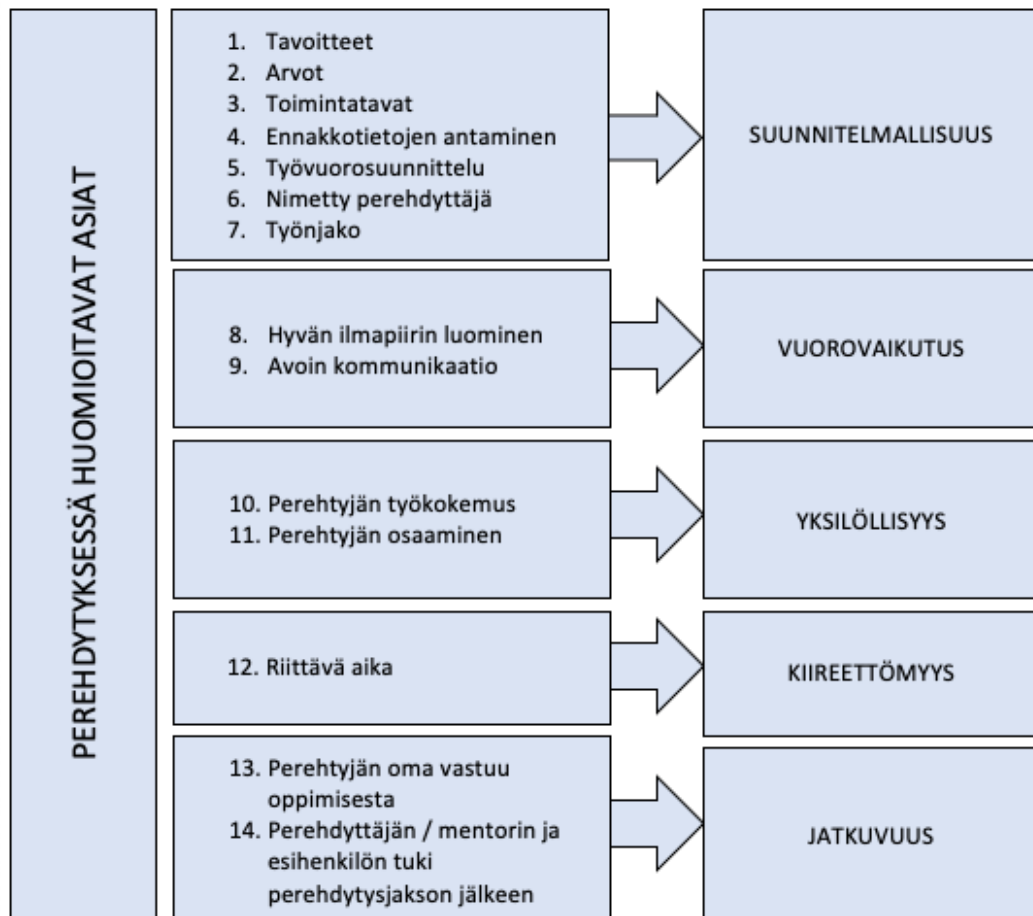 PEREHDYTYKSESSÄ HUOMIOITAVAT ASIAT
1. Tavoitteet
2. Arvot
3. Toimintatavat
4. Ennakkotietojen antaminen
5. Työvuorosuunnittelu
6. Nimetty perehdyttäjä
7. Työnjako
SUUNNITELMALLISUUS
8. Hyvän ilmapiirin luominen
9. Avoin kommunikaatio
VUOROVAIKUTUS
10. Perehtyjän työkokemus
11. Perehtyjän osaaminen
YKSILÖLLISYYS
12. Riittävä aika
KIIREETTÖMYYS
13. Perehtyjän oma vastuu
oppimisesta
14. Perehdyttäjän / mentorin ja
esihenkilön tuki
perehdytysjakson jälkeen
JATKUVUUS